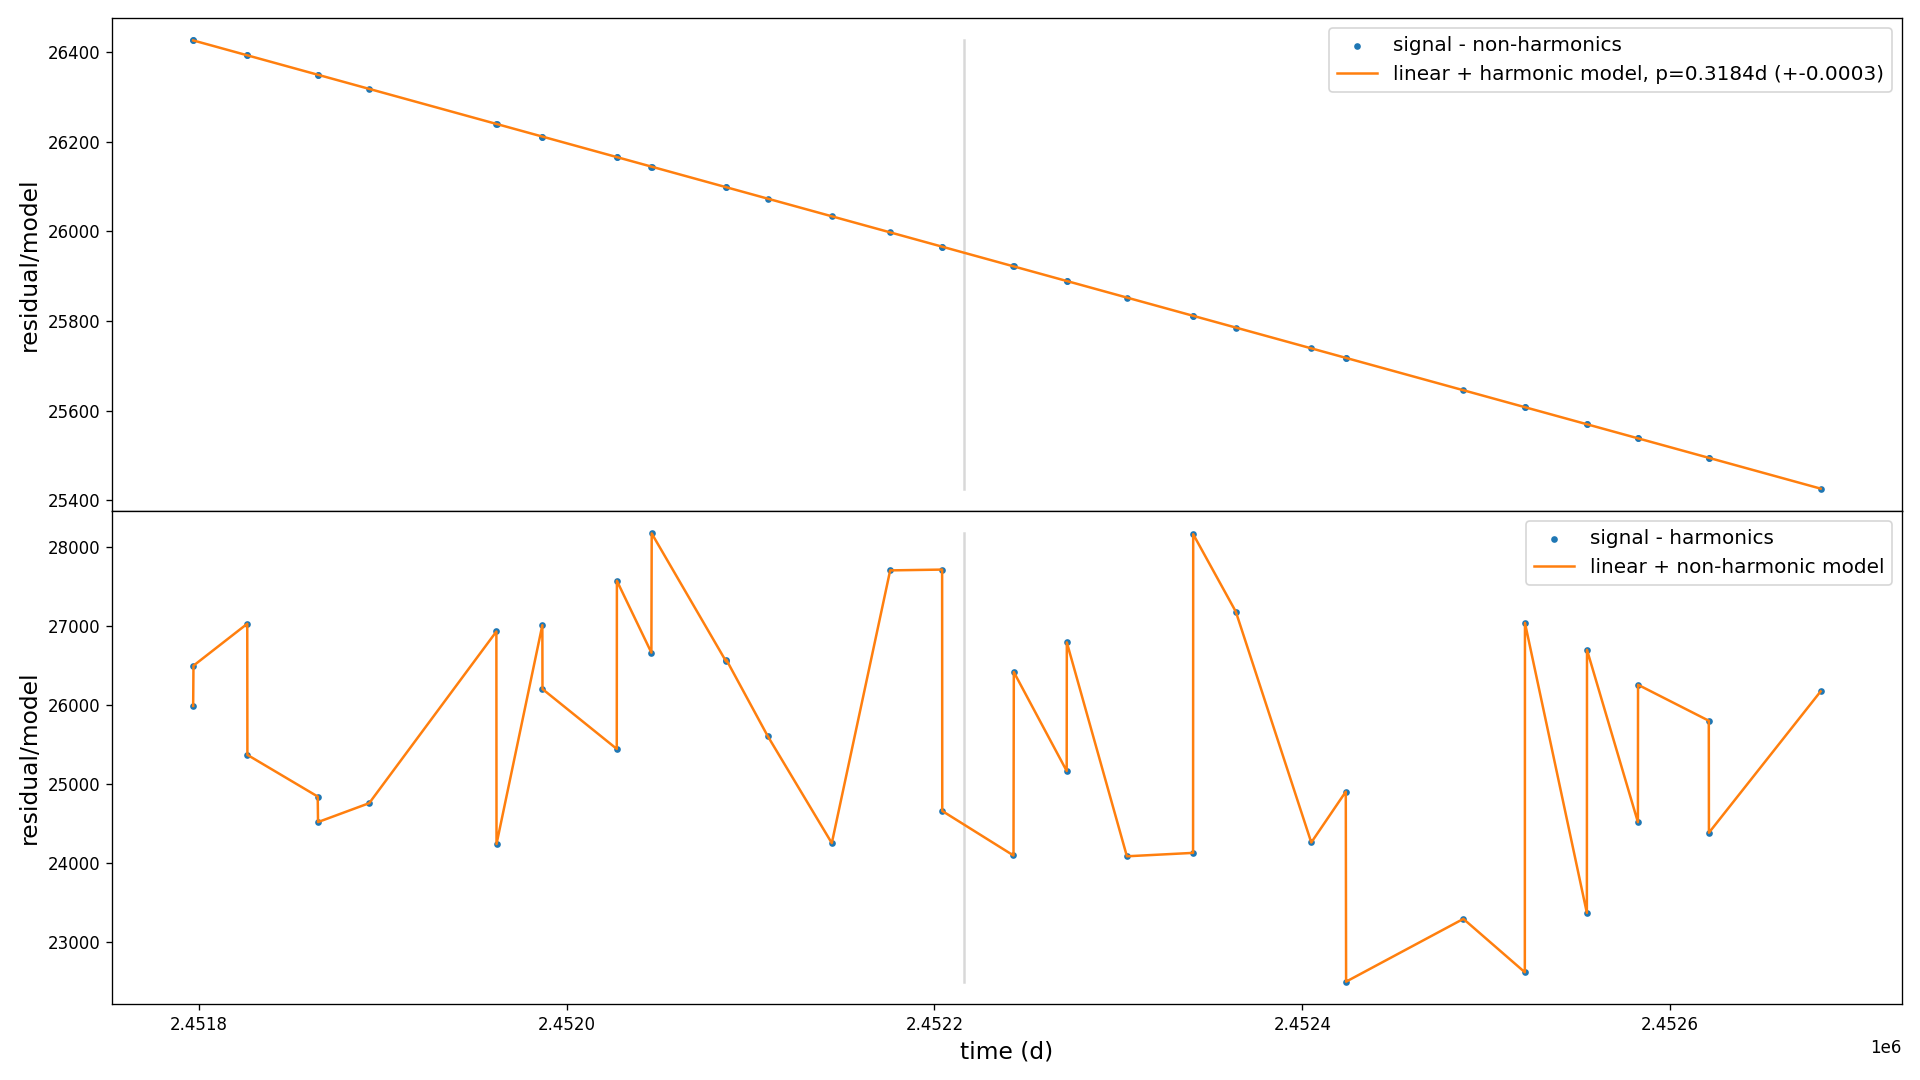 26400
26200
26000
25800
25600
25400
residual/model
signal - non-harmonics
linear + harmonic model, p=0.3184d (+-0.0003)
28000
27000
26000
25000
24000
23000
residual/model
signal - harmonics
linear + non-harmonic model
2.4518 2.4520 2.4522 2.4524 2.4526
1e6
time (d)